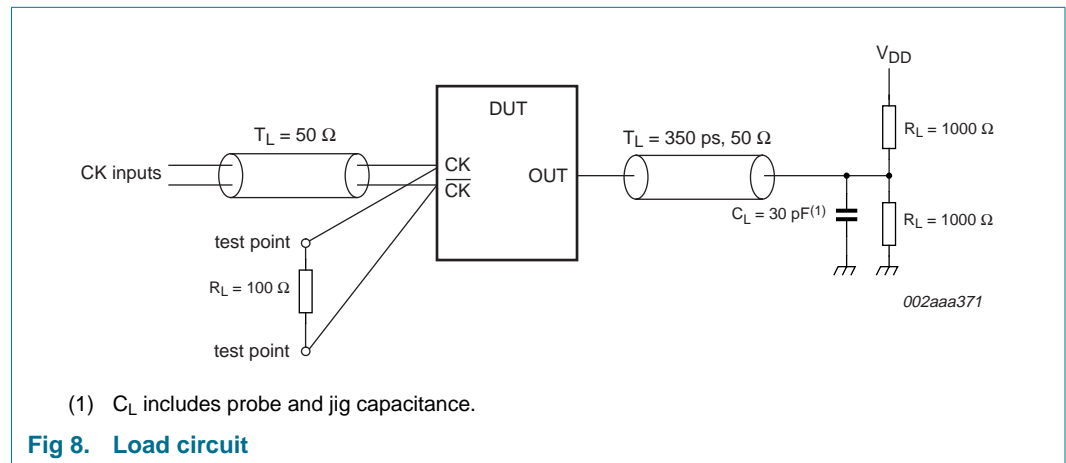 V_DD
DUT
R_L = 1000 Ω
T_L = 50 Ω
T_L = 350 ps, 50 Ω
CK inputs
CK
C̅K̅
OUT
C_L = 30 pF(1)
R_L = 1000 Ω
test point
R_L = 100 Ω
002aaa371
test point
(1) C_L includes probe and jig capacitance.
Fig 8. Load circuit